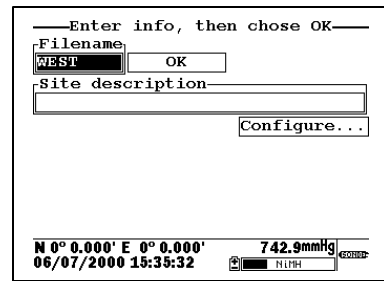 Enter info, then chose OK
Filename
WEST OK
Site description
Configure...
N 0° 0.000' E 0° 0.000' 742.9mmHg SONDE
06/07/2000 15:35:32 NiMH